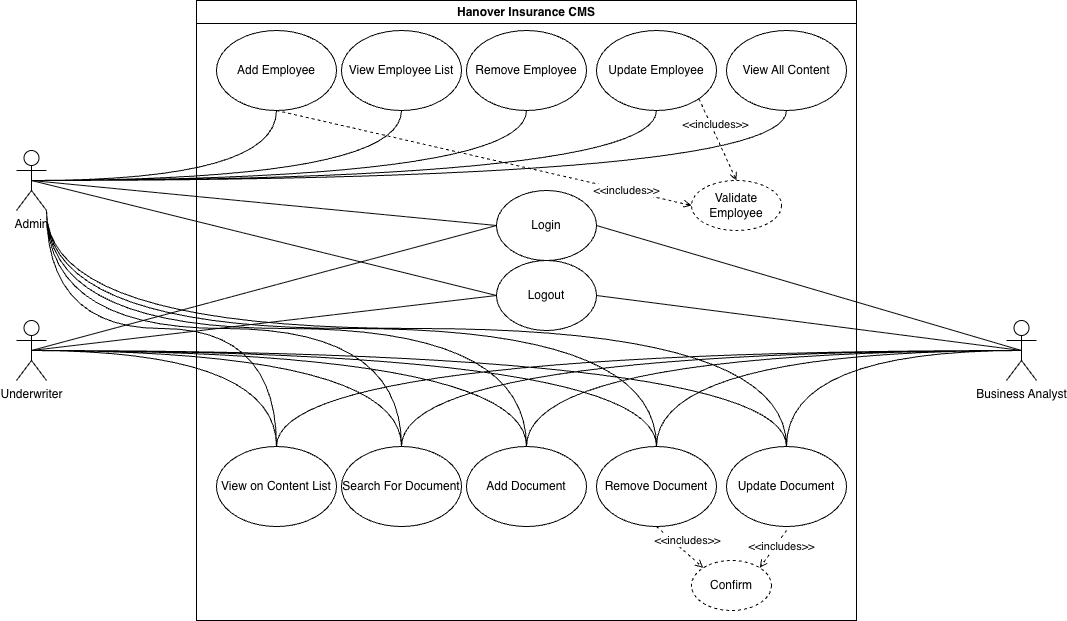 Hanover Insurance CMS
Add Employee
View Employee List
Remove Employee
Update Employee
View All Content
<<includes>>
<<includes>>
Validate
Employee
Admin
Login
Logout
Underwriter
Business Analyst
View on Content List
Search For Document
Add Document
Remove Document
Update Document
<<includes>>
<<includes>>
Confirm